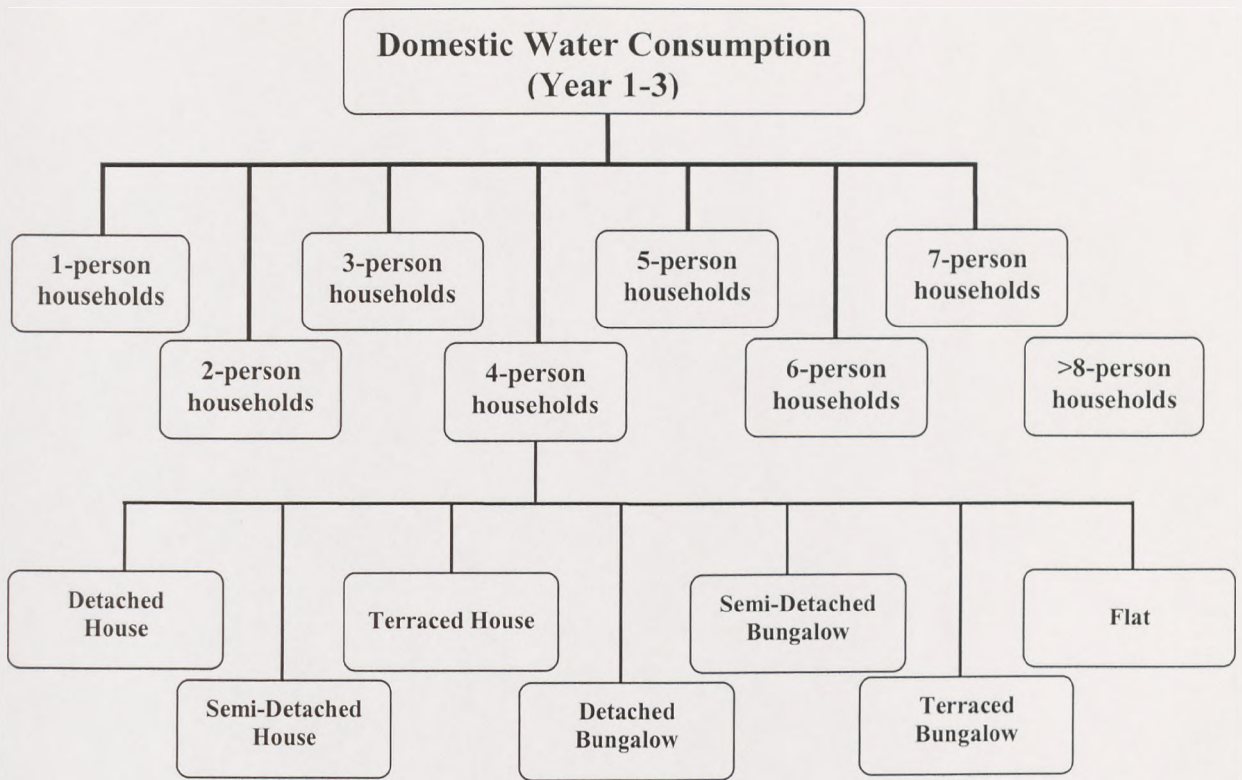 Domestic Water Consumption
(Year 1-3)
1-person
households
2-person
households
3-person
households
4-person
households
5-person
households
6-person
households
7-person
households
>8-person
households
Detached
House
Semi-Detached
House
Terraced House
Detached
Bungalow
Semi-Detached
Bungalow
Terraced
Bungalow
Flat